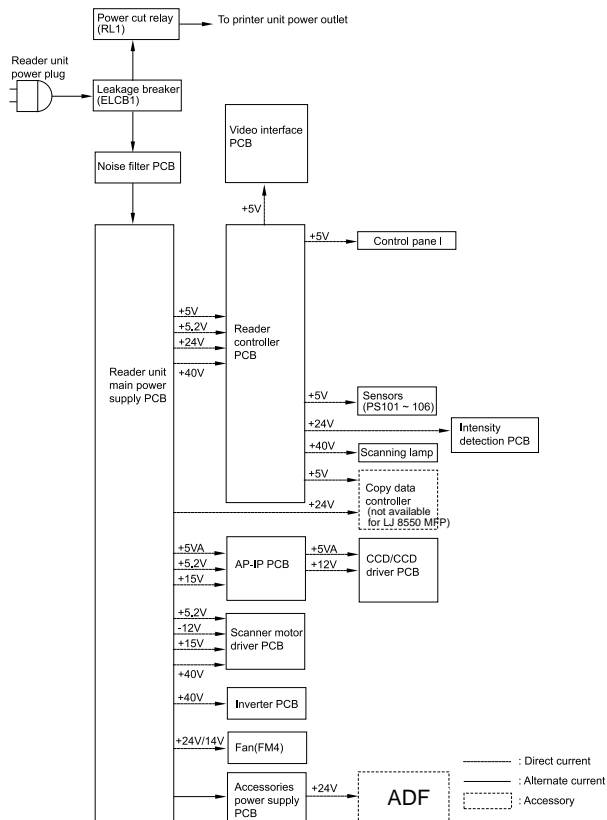 Power cut relay
(RL1)
To printer unit power outlet
Reader unit
power plug
Leakage breaker
(ELCB1)
Noise filter PCB
Video interface
PCB
+5V
+5V
Control pane l
+5V
+5.2V
+24V
+40V
Reader
controller
PCB
Reader unit
main power
supply PCB
+5V
Sensors
(PS101 ~ 106)
+24V
Intensity
detection PCB
+40V
Scanning lamp
+5V
+24V
Copy data
controller
(not available
for LJ 8550 MFP)
+5VA
+5.2V
+15V
AP-IP PCB
+5VA
+12V
CCD/CCD
driver PCB
+5.2V
-12V
+15V
+40V
Scanner motor
driver PCB
+40V
Inverter PCB
+24V/14V
Fan(FM4)
Accessories
power supply
PCB
+24V
ADF
: Direct current
: Alternate current
: Accessory